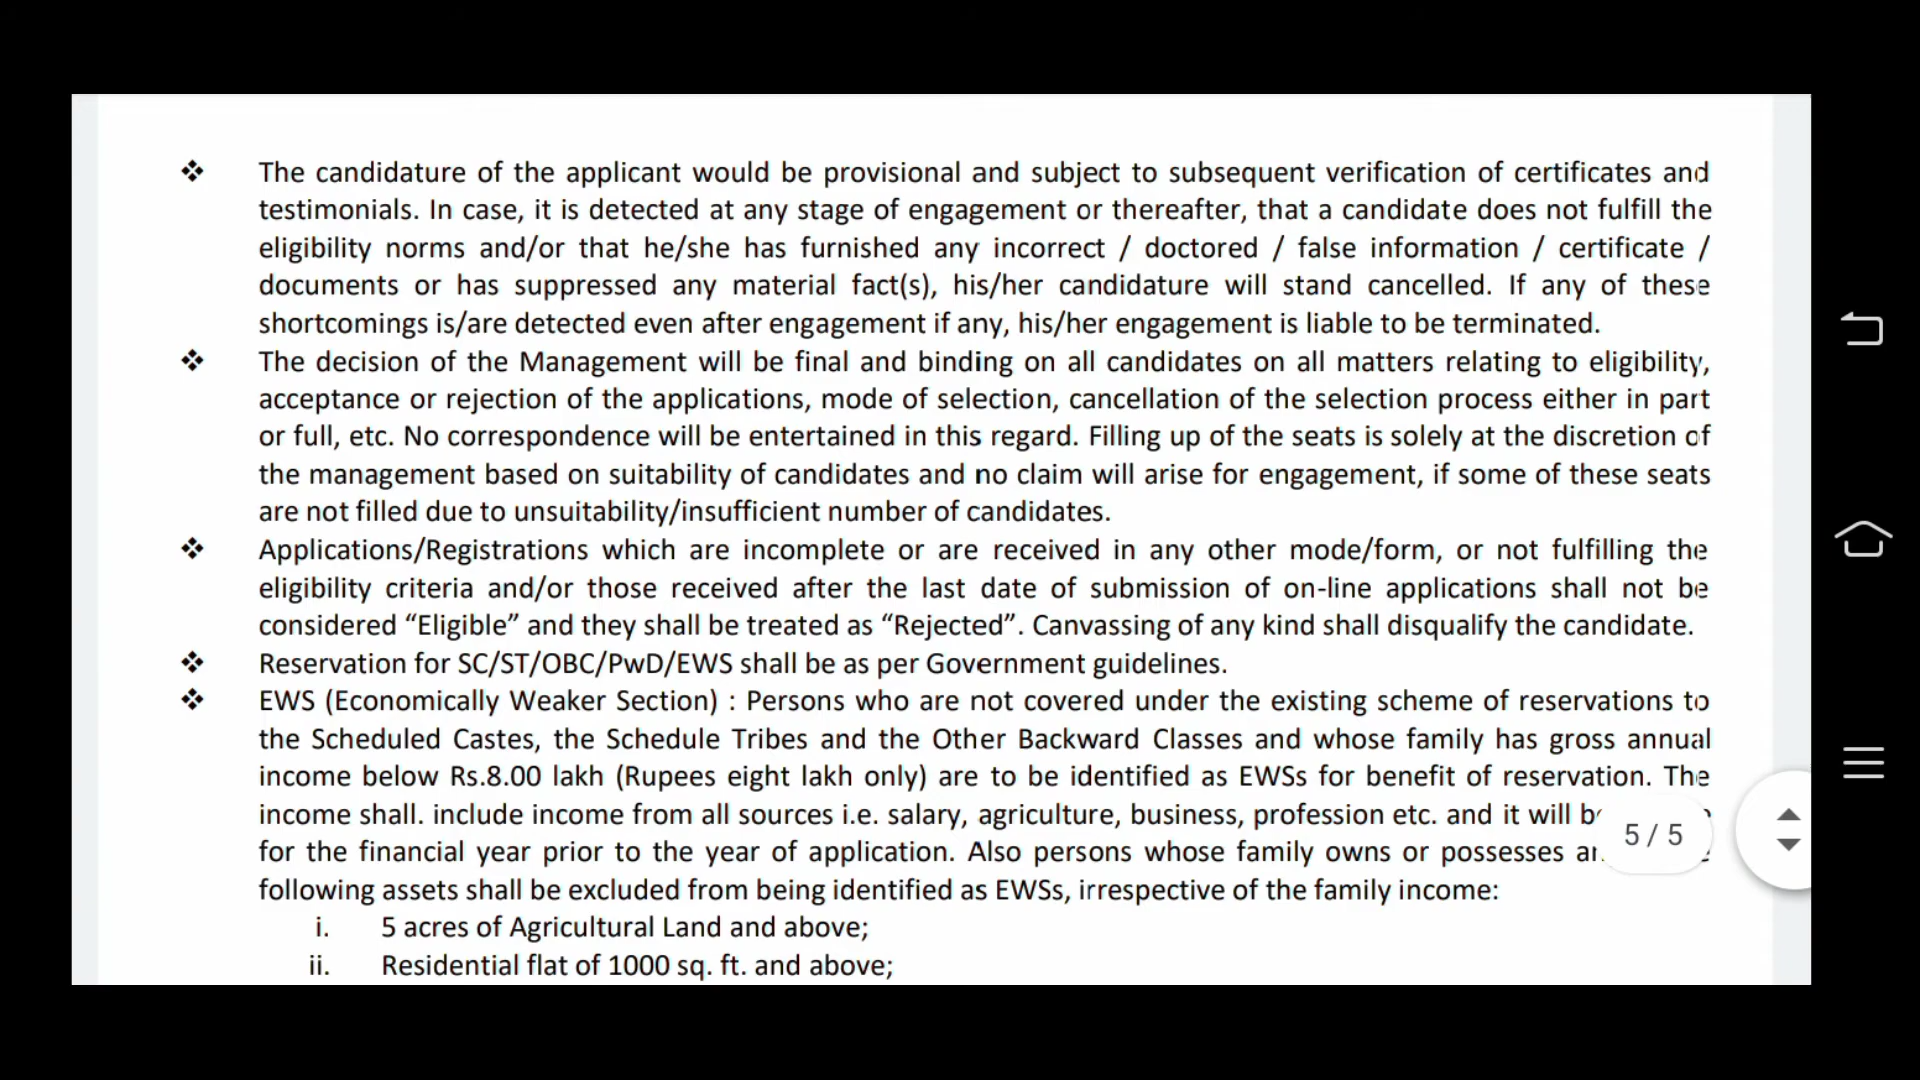 ❖ The candidature of the applicant would be provisional and subject to subsequent verification of certificates and
testimonials. In case, it is detected at any stage of engagement or thereafter, that a candidate does not fulfill the
eligibility norms and/or that he/she has furnished any incorrect / doctored / false information / certificate /
documents or has suppressed any material fact(s), his/her candidature will stand cancelled. If any of these
shortcomings is/are detected even after engagement if any, his/her engagement is liable to be terminated.
❖ The decision of the Management will be final and binding on all candidates on all matters relating to eligibility,
acceptance or rejection of the applications, mode of selection, cancellation of the selection process either in part
or full, etc. No correspondence will be entertained in this regard. Filling up of the seats is solely at the discretion of
the management based on suitability of candidates and no claim will arise for engagement, if some of these seats
are not filled due to unsuitability/insufficient number of candidates.
❖ Applications/Registrations which are incomplete or are received in any other mode/form, or not fulfilling the
eligibility criteria and/or those received after the last date of submission of on-line applications shall not be
considered “Eligible” and they shall be treated as “Rejected”. Canvassing of any kind shall disqualify the candidate.
❖ Reservation for SC/ST/OBC/PwD/EWS shall be as per Government guidelines.
❖ EWS (Economically Weaker Section) : Persons who are not covered under the existing scheme of reservations to
the Scheduled Castes, the Schedule Tribes and the Other Backward Classes and whose family has gross annual
income below Rs.8.00 lakh (Rupees eight lakh only) are to be identified as EWSs for benefit of reservation. The
income shall. include income from all sources i.e. salary, agriculture, business, profession etc. and it will
for the financial year prior to the year of application. Also persons whose family owns or possesses
following assets shall be excluded from being identified as EWSs, irrespective of the family income:
i. 5 acres of Agricultural Land and above;
ii. Residential flat of 1000 sq. ft. and above;
5 / 5